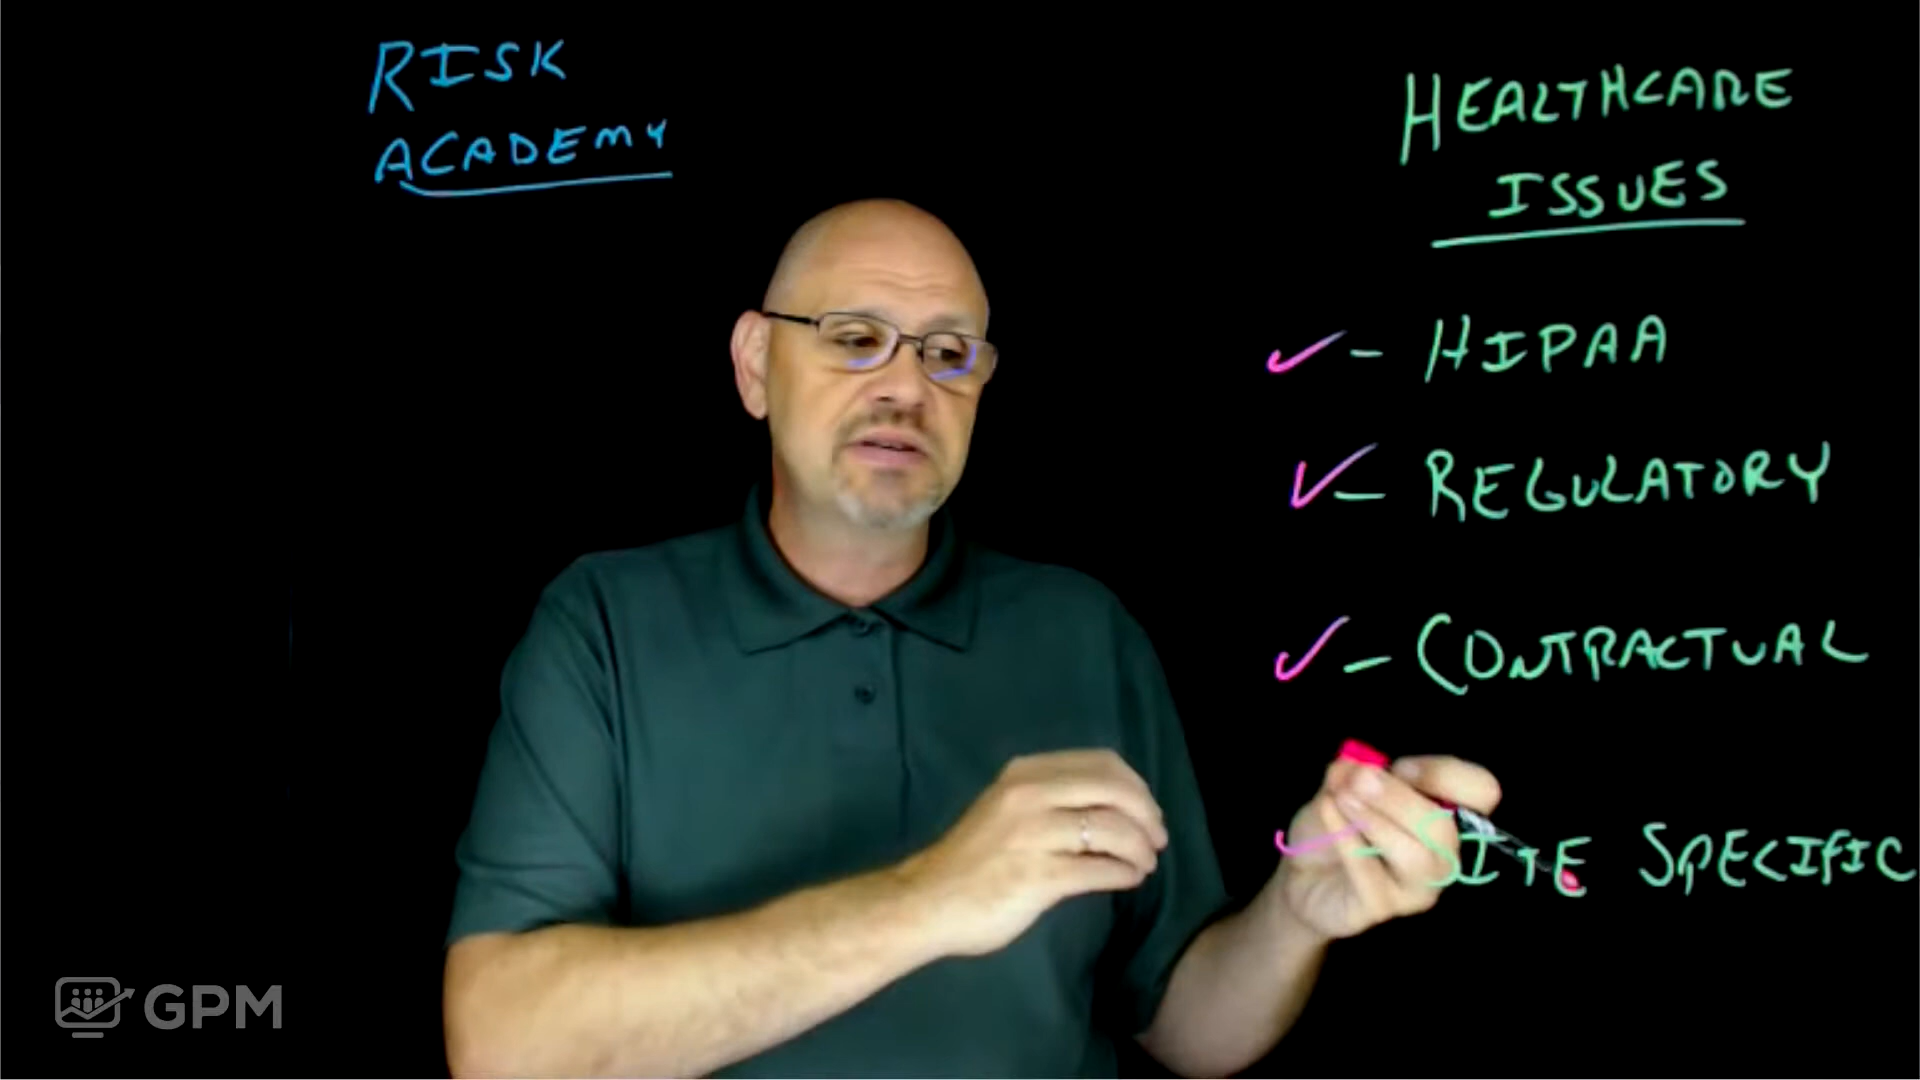 RISK
ACADEMY
HEALTHCARE
ISSUES
- HIPAA
- REGULATORY
- CONTRACTUAL
- SITE SPECIFIC
GPM